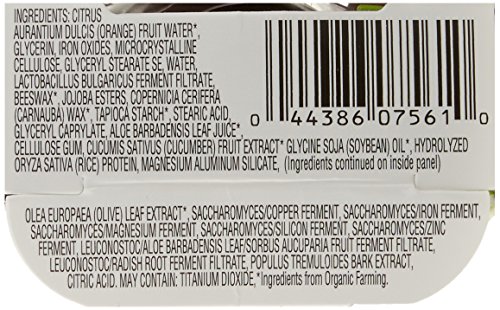 INGREDIENTS: CITRUS
AURANTIUM DULCIS (ORANGE) FRUIT WATER*,
GLYCERIN, IRON OXIDES, MICROCRYSTALLINE
CELLULOSE, GLYCERYL STEARATE SE, WATER,
LACTOBACILLUS BULGARICUS FERMENT FILTRATE,
BEESWAX*, JOJOBA ESTERS, COPERNICIA CERIFERA
(CARNAUBA) WAX*, TAPIOCA STARCH*, STEARIC ACID,
GLYCERYL CAPRYLATE, ALOE BARBADENSIS LEAF JUICE*,
CELLULOSE GUM, CUCUMIS SATIVUS (CUCUMBER) FRUIT EXTRACT* GLYCINE SOJA (SOYBEAN) OIL*, HYDROLYZED
ORYZA SATIVA (RICE) PROTEIN, MAGNESIUM ALUMINUM SILICATE, (Ingredients continued on inside panel)
0 44386 07561 0
OLEA EUROPAEA (OLIVE) LEAF EXTRACT*, SACCHAROMYCES/COPPER FERMENT, SACCHAROMYCES/IRON FERMENT,
SACCHAROMYCES/MAGNESIUM FERMENT, SACCHAROMYCES/SILICON FERMENT, SACCHAROMYCES/ZINC
FERMENT, LEUCONOSTOC/ALOE BARBADENSIS LEAF/SORBUS AUCUPARIA FRUIT FERMENT FILTRATE,
LEUCONOSTOC/RADISH ROOT FERMENT FILTRATE, POPULUS TREMULOIDES BARK EXTRACT,
CITRIC ACID. MAY CONTAIN: TITANIUM DIOXIDE,*Ingredients from Organic Farming.